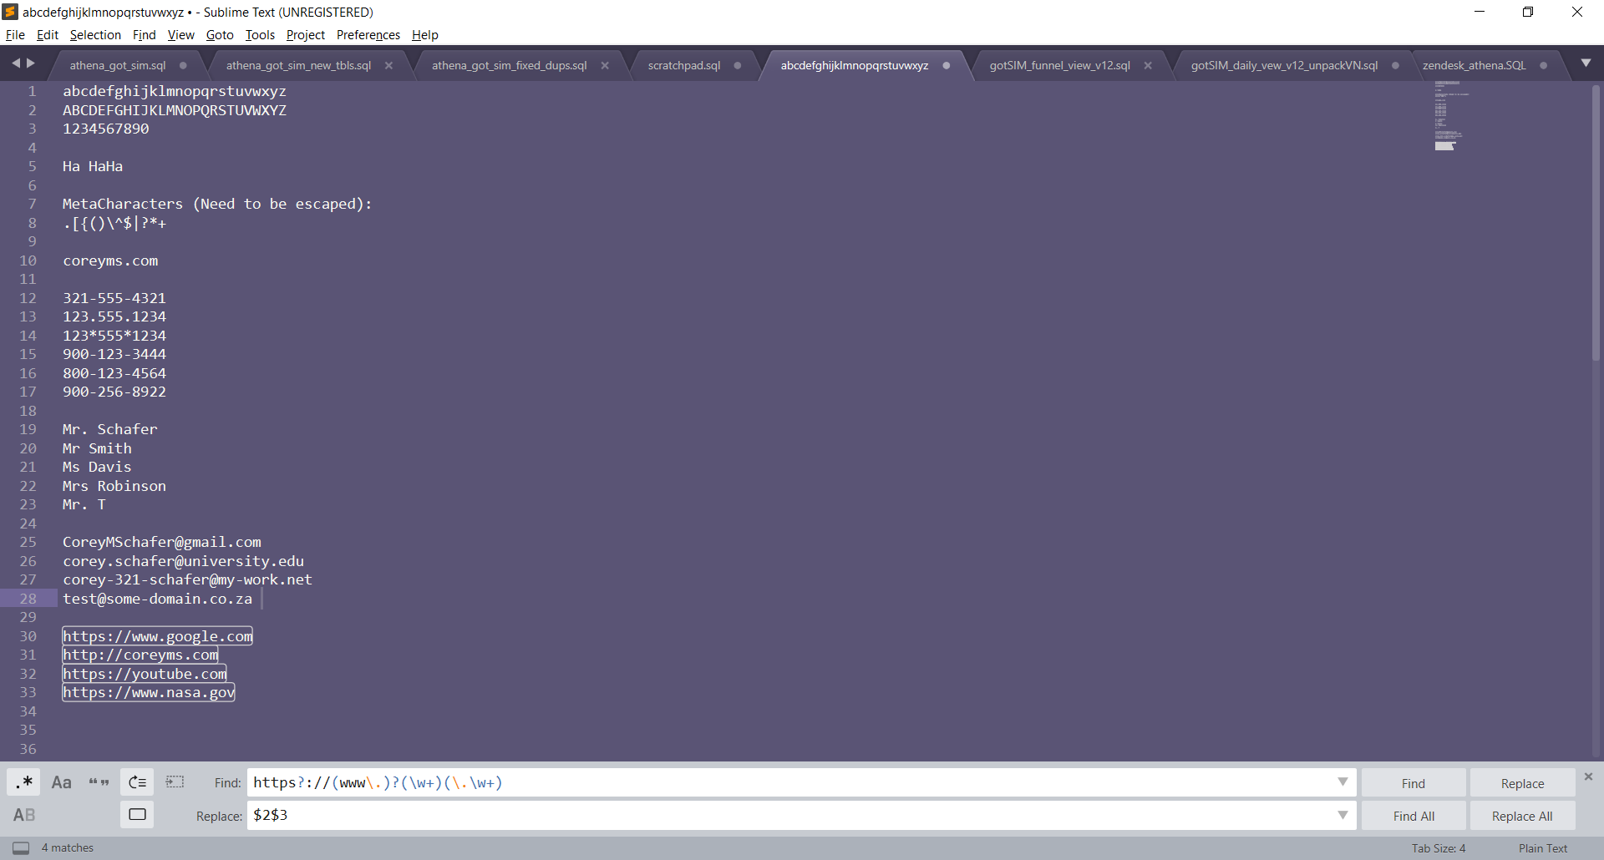 abcdefghijklmnopqrstuvwxyz • - Sublime Text (UNREGISTERED)
File Edit Selection Find View Goto Tools Project Preferences Help
athena_got_sim.sql athena_got_sim_new_tbls.sql athena_got_sim_fixed_dups.sql scratchpad.sql abcdefghijklmnopqrstuvwxyz gotSIM_funnel_view_v12.sql gotSIM_daily_vew_v12_unpackVN.sql zendesk_athena.SQL
1 abcdefghijklmnopqrstuvwxyz
2 ABCDEFGHIJKLMNOPQRSTUVWXYZ
3 1234567890
4
5 Ha HaHa
6
7 MetaCharacters (Need to be escaped):
8 .[{()\^$|?*+
9
10 coreyms.com
11
12 321-555-4321
13 123.555.1234
14 123*555*1234
15 900-123-3444
16 800-123-4564
17 900-256-8922
18
19 Mr. Schafer
20 Mr Smith
21 Ms Davis
22 Mrs Robinson
23 Mr. T
24
25 CoreyMSchafer@gmail.com
26 corey.schafer@university.edu
27 corey-321-schafer@my-work.net
28 test@some-domain.co.za
29
30 https://www.google.com
31 http://coreyms.com
32 https://youtube.com
33 https://www.nasa.gov
34
35
36
.* Aa “” Find: https?://(www\.)?(\w+)(\.\w+) Find Replace
AB Replace: $2$3 Find All Replace All
4 matches Tab Size: 4 Plain Text